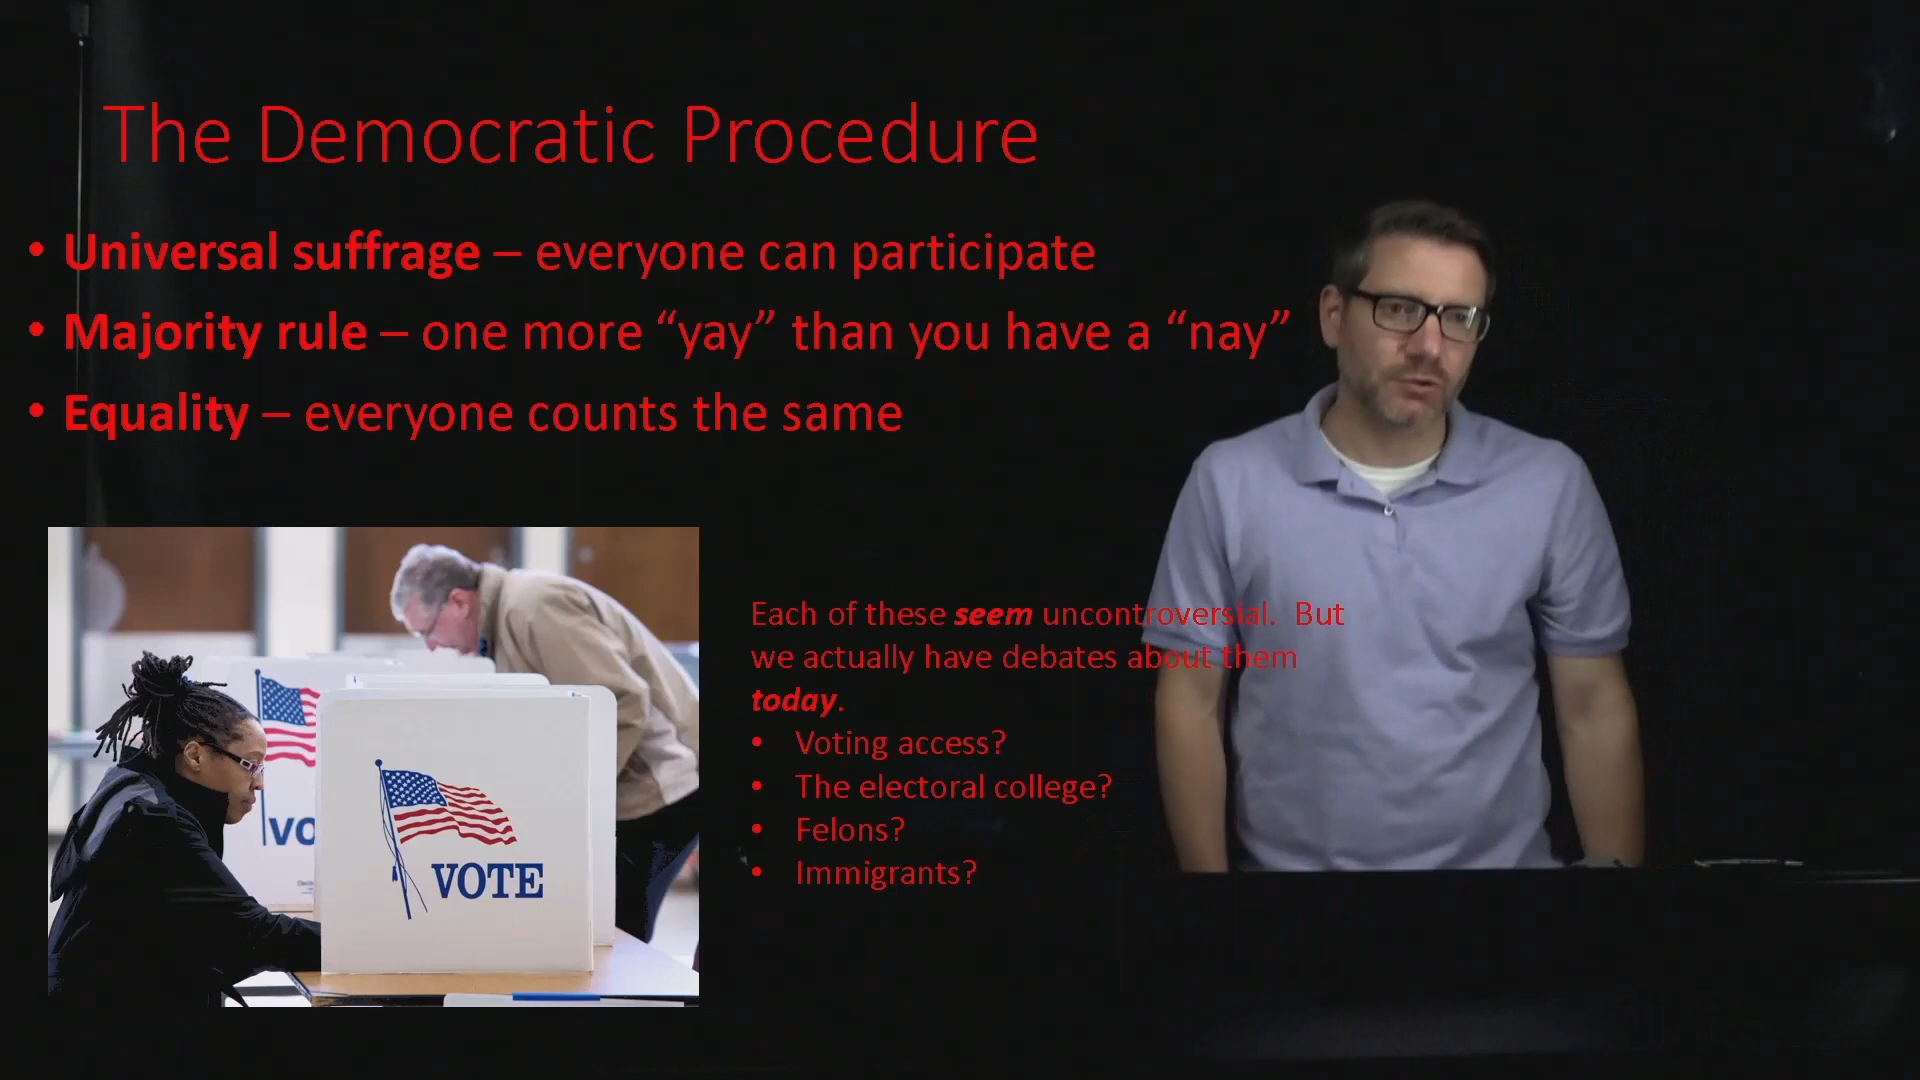 The Democratic Procedure
• Universal suffrage – everyone can participate
• Majority rule – one more “yay” than you have a “nay”
• Equality – everyone counts the same
Each of these seem uncontroversial. But
we actually have debates about them
today.
• Voting access?
• The electoral college?
• Felons?
• Immigrants?
VO
VOTE